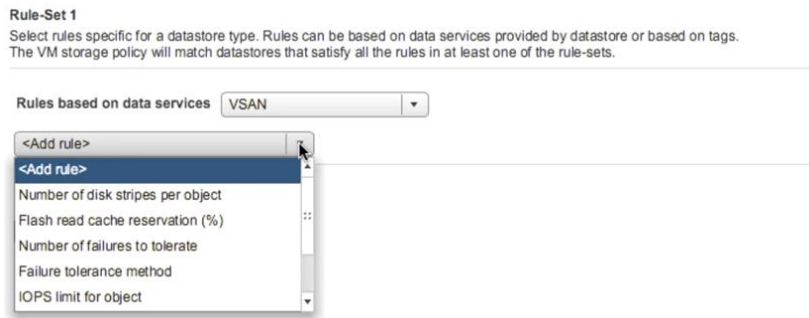 Rule-Set 1
Select rules specific for a datastore type. Rules can be based on data services provided by datastore or based on tags.
The VM storage policy will match datastores that satisfy all the rules in at least one of the rule-sets.
Rules based on data services VSAN
<Add rule>
<Add rule>
Number of disk stripes per object
Flash read cache reservation (%)
Number of failures to tolerate
Failure tolerance method
IOPS limit for object